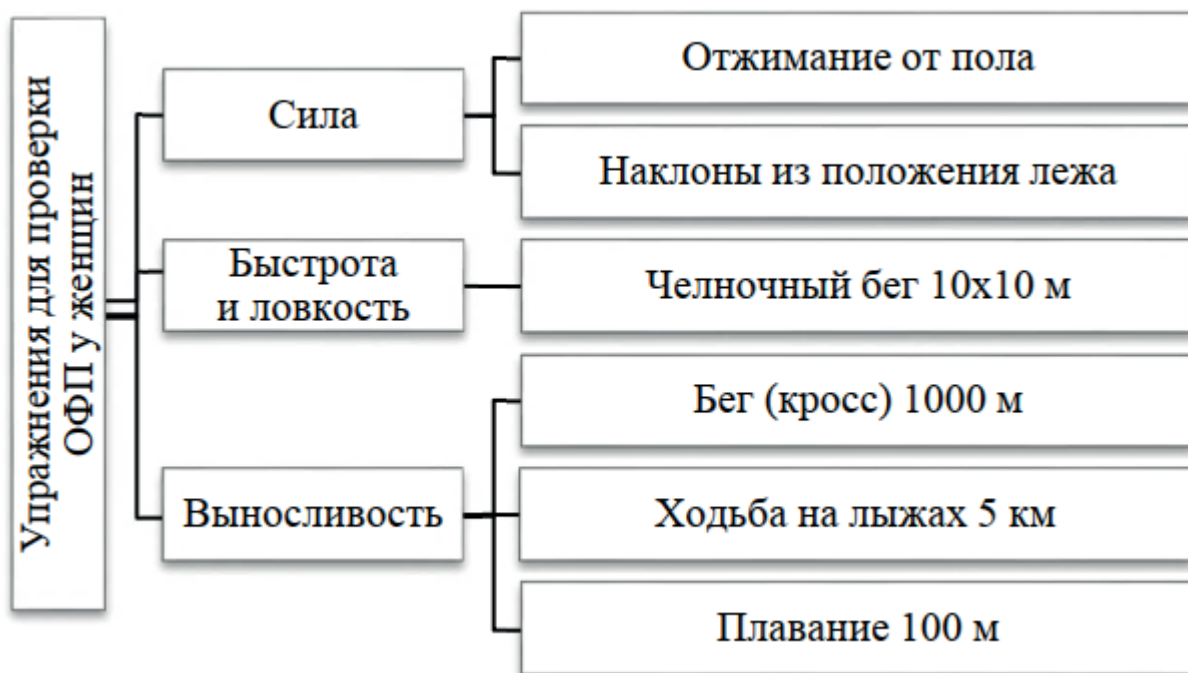 Упражнения для проверки
ОФП у женщин
Сила
Отжимание от пола
Наклоны из положения лежа
Быстрота
и ловкость
Челночный бег 10х10 м
Выносливость
Бег (кросс) 1000 м
Ходьба на лыжах 5 км
Плавание 100 м